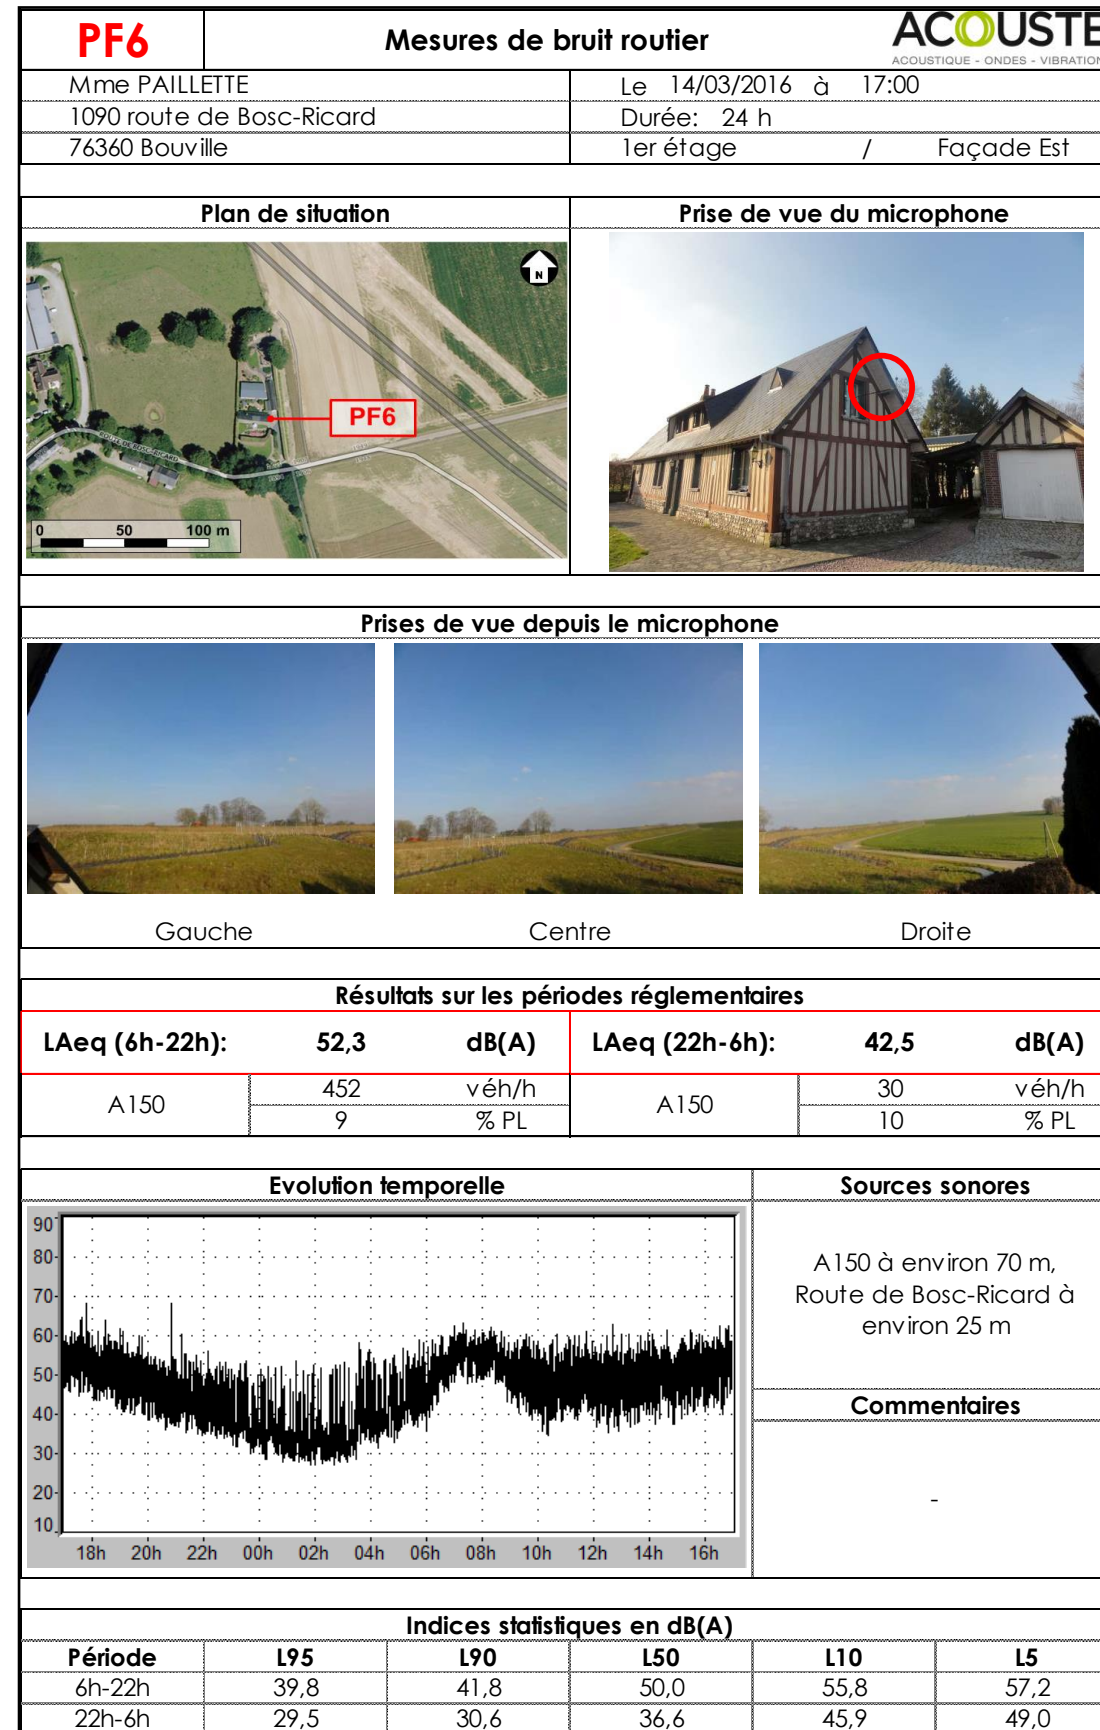 PF6
Mesures de bruit routier
ACOUSTB
ACOUSTIQUE - ONDES - VIBRATION
Mme PAILLETTE
Le 14/03/2016 à 17:00
1090 route de Bosc-Ricard
Durée: 24 h
76360 Bouville
1er étage / Façade Est
Plan de situation
Prise de vue du microphone
N
PF6
ROUTE DE BOSC-RICARD
0 50 100 m
Prises de vue depuis le microphone
Gauche Centre Droite
Résultats sur les périodes réglementaires
LAeq (6h-22h): 52,3 dB(A) LAeq (22h-6h): 42,5 dB(A)
A150 452 véh/h A150 30 véh/h
9 % PL 10 % PL
Evolution temporelle
Sources sonores
90
80
70
60
50
40
30
20
10
18h 20h 22h 00h 02h 04h 06h 08h 10h 12h 14h 16h
A150 à environ 70 m,
Route de Bosc-Ricard à
environ 25 m
Commentaires
-
Indices statistiques en dB(A)
Période L95 L90 L50 L10 L5
6h-22h 39,8 41,8 50,0 55,8 57,2
22h-6h 29,5 30,6 36,6 45,9 49,0